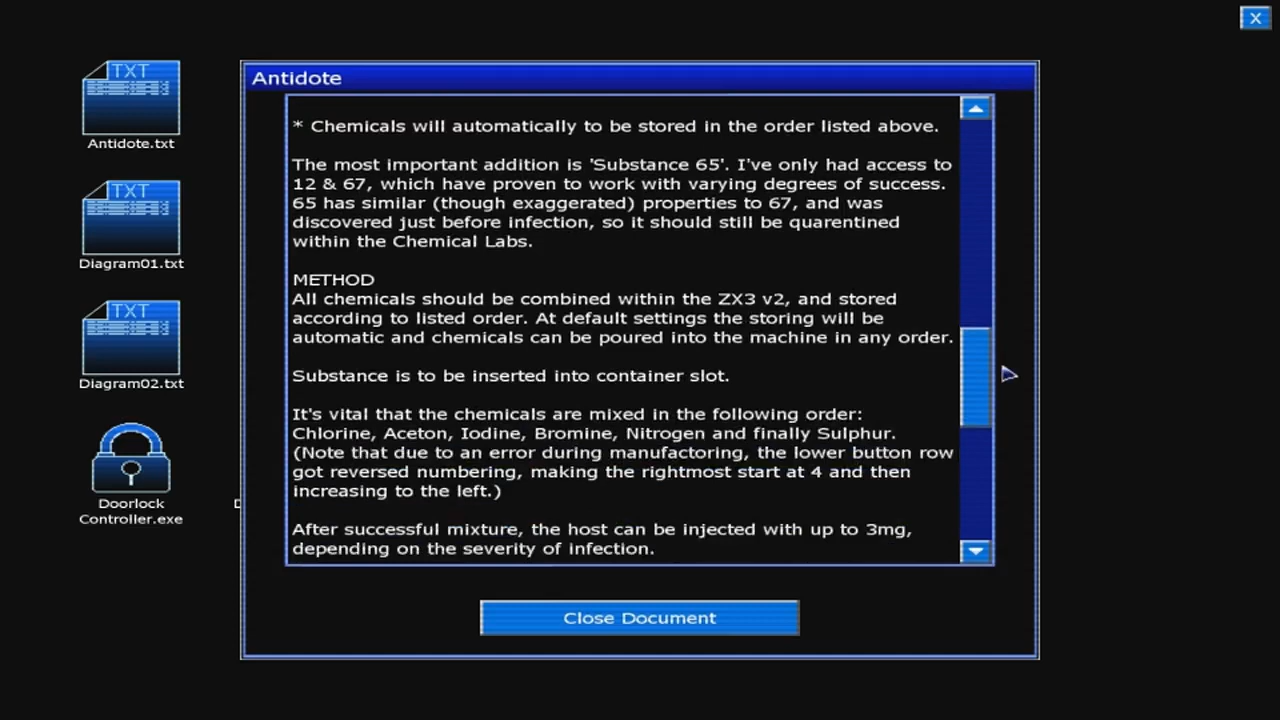 X
TXT
Antidote.txt
TXT
Diagram01.txt
TXT
Diagram02.txt
Doorlock
Controller.exe
D
Antidote
* Chemicals will automatically to be stored in the order listed above.
The most important addition is 'Substance 65'. I've only had access to
12 & 67, which have proven to work with varying degrees of success.
65 has similar (though exaggerated) properties to 67, and was
discovered just before infection, so it should still be quarentined
within the Chemical Labs.
METHOD
All chemicals should be combined within the ZX3 v2, and stored
according to listed order. At default settings the storing will be
automatic and chemicals can be poured into the machine in any order.
Substance is to be inserted into container slot.
It's vital that the chemicals are mixed in the following order:
Chlorine, Aceton, Iodine, Bromine, Nitrogen and finally Sulphur.
(Note that due to an error during manufactoring, the lower button row
got reversed numbering, making the rightmost start at 4 and then
increasing to the left.)
After successful mixture, the host can be injected with up to 3mg,
depending on the severity of infection.
Close Document